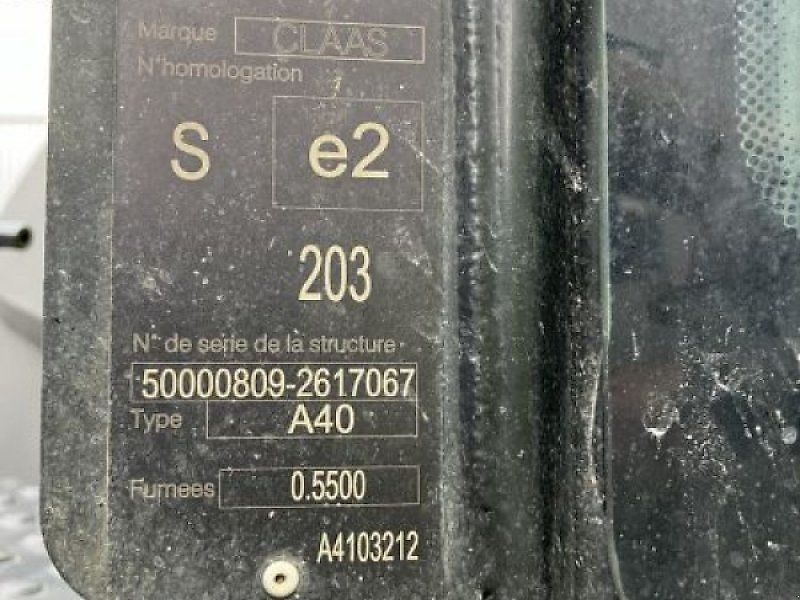 Marque CLAAS
N°homologation
S e2
203
N° de serie de la structure
50000809-2617067
Type A40
Fumees 0.5500
A4103212